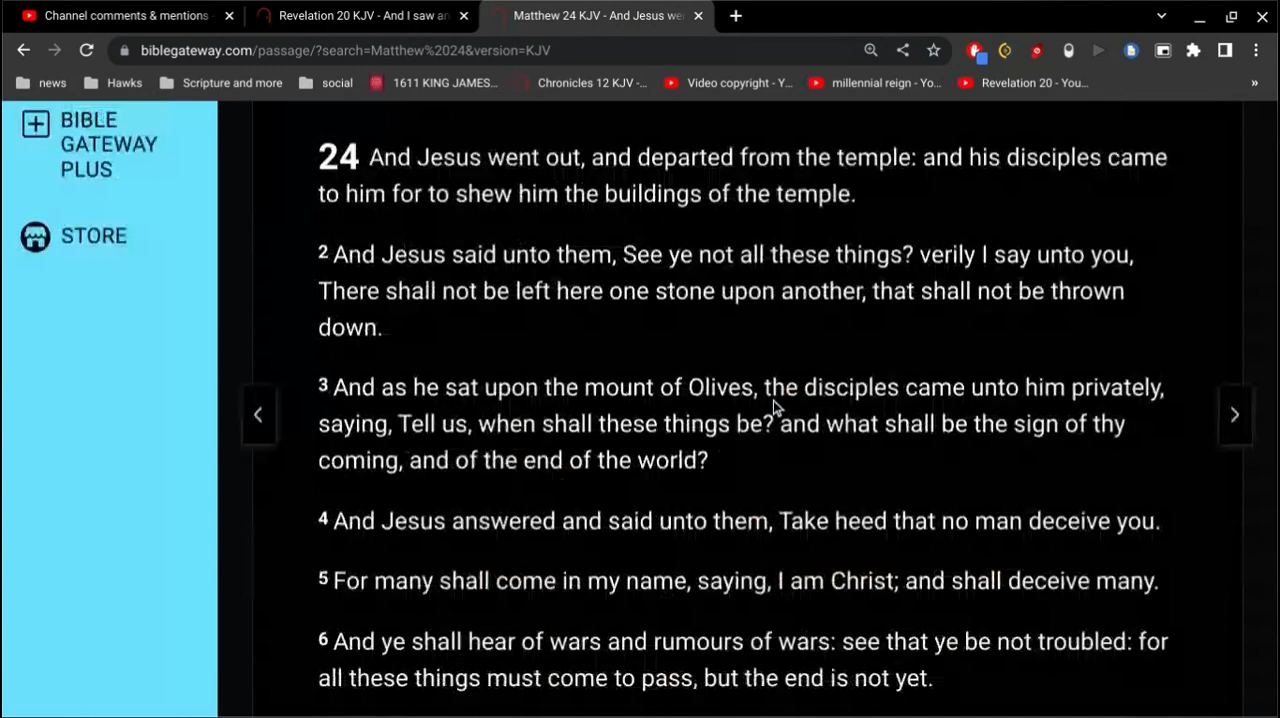 Channel comments & mentions
Revelation 20 KJV - And I saw an
Matthew 24 KJV - And Jesus we
biblegateway.com/passage/?search=Matthew%2024&version=KJV
news
Hawks
Scripture and more
social
1611 KING JAMES...
Chronicles 12 KJV -...
Video copyright - Y...
millennial reign - Yo...
Revelation 20 - You...
»
BIBLE
GATEWAY
PLUS
STORE
24 And Jesus went out, and departed from the temple: and his disciples came
to him for to shew him the buildings of the temple.
2 And Jesus said unto them, See ye not all these things? verily I say unto you,
There shall not be left here one stone upon another, that shall not be thrown
down.
3 And as he sat upon the mount of Olives, the disciples came unto him privately,
saying, Tell us, when shall these things be? and what shall be the sign of thy
coming, and of the end of the world?
4 And Jesus answered and said unto them, Take heed that no man deceive you.
5 For many shall come in my name, saying, I am Christ; and shall deceive many.
6 And ye shall hear of wars and rumours of wars: see that ye be not troubled: for
all these things must come to pass, but the end is not yet.